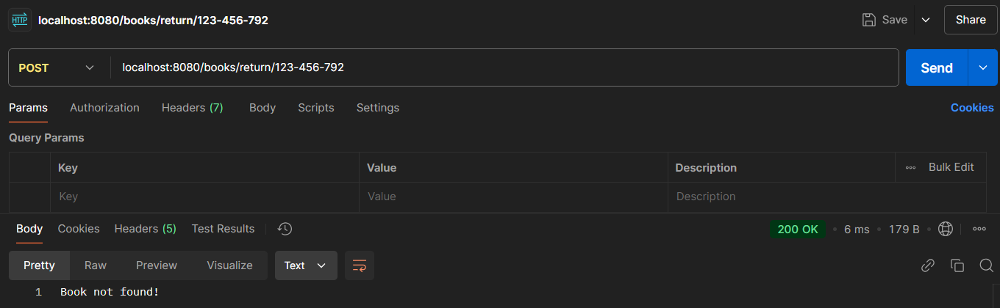 HTTP localhost:8080/books/return/123-456-792 Save Share
POST localhost:8080/books/return/123-456-792 Send
Params Authorization Headers (7) Body Scripts Settings Cookies
Query Params
Key Value Description Bulk Edit
Key Value Description
Body Cookies Headers (5) Test Results 200 OK 6 ms 179 B
Pretty Raw Preview Visualize Text
1 Book not found!